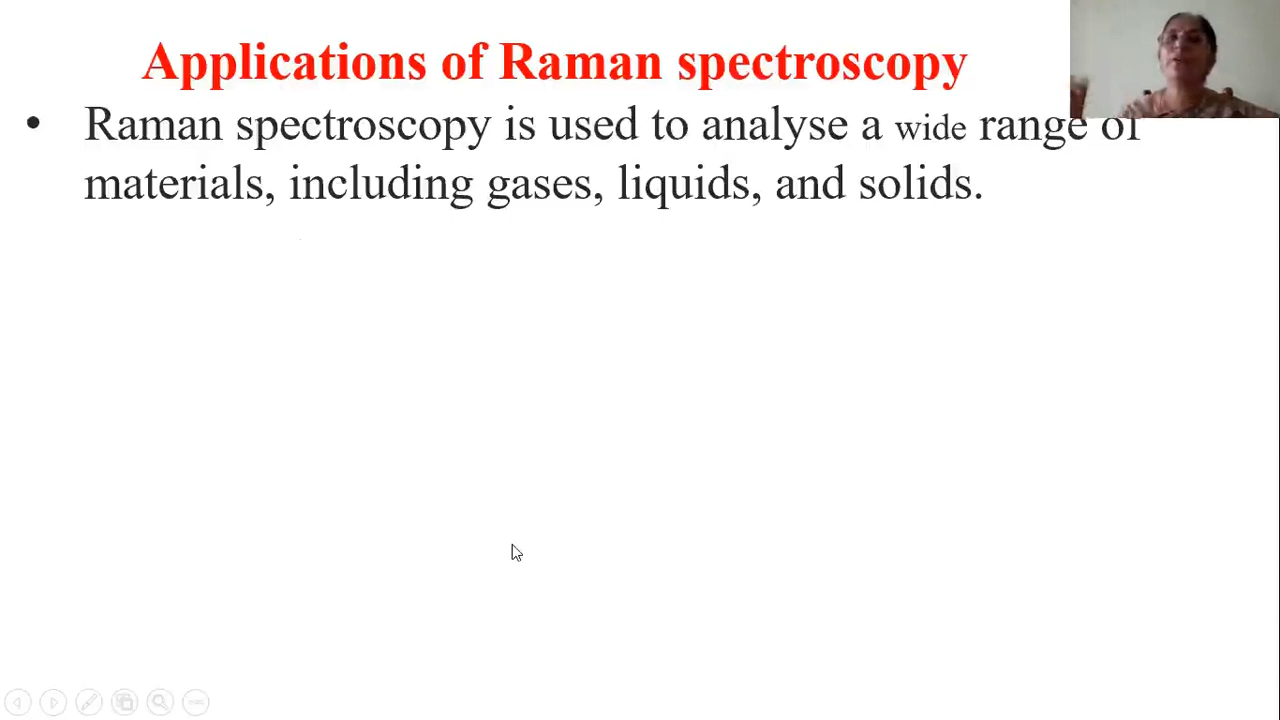 Applications of Raman spectroscopy
• Raman spectroscopy is used to analyse a wide range of
materials, including gases, liquids, and solids.